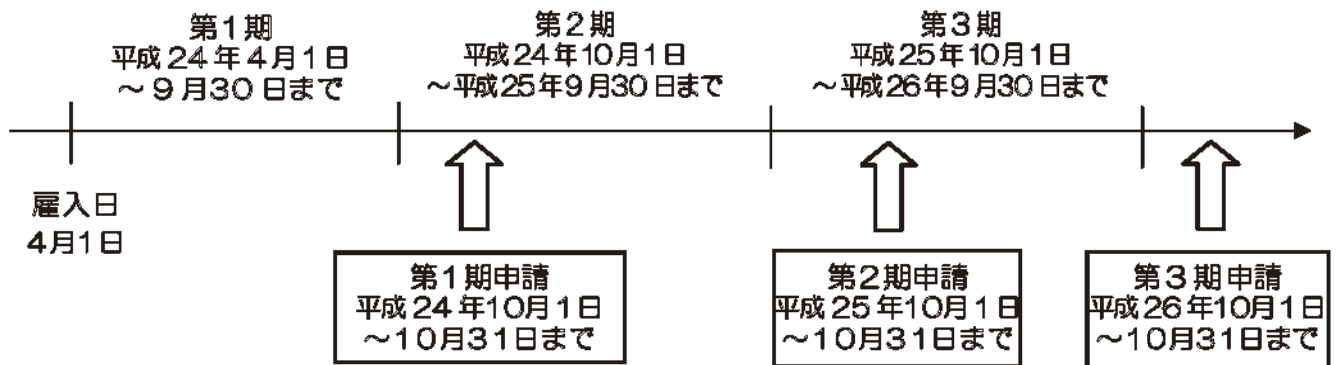 第1期
平成24年4月1日
～9月30日まで
第2期
平成24年10月1日
～平成25年9月30日まで
第3期
平成25年10月1日
～平成26年9月30日まで
雇入日
4月1日
第1期申請
平成24年10月1日
～10月31日まで
第2期申請
平成25年10月1日
～10月31日まで
第3期申請
平成26年10月1日
～10月31日まで